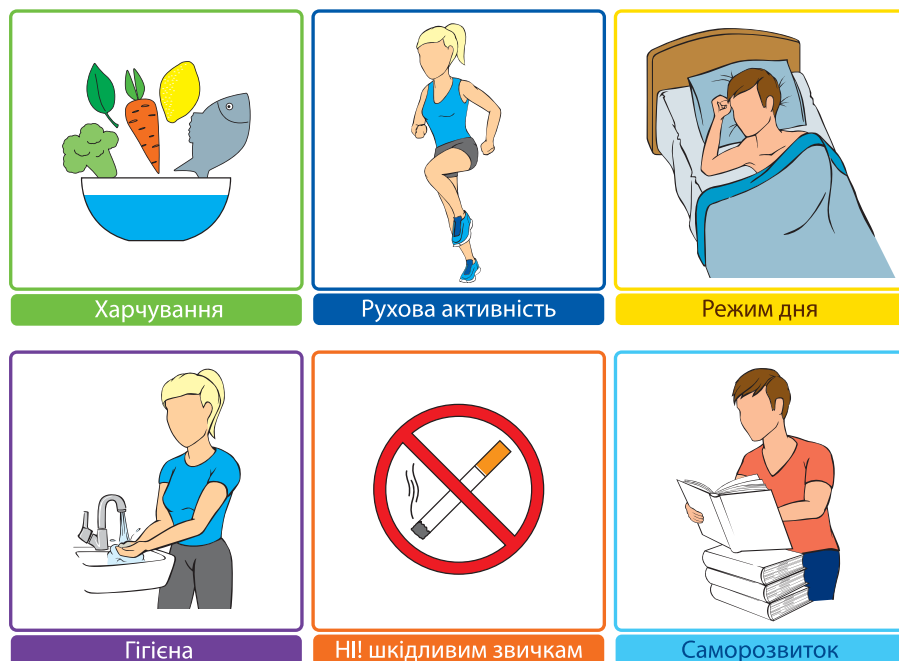 Харчування
Рухова активність
Режим дня
Гігієна
НІ! шкідливим звичкам
Саморозвиток